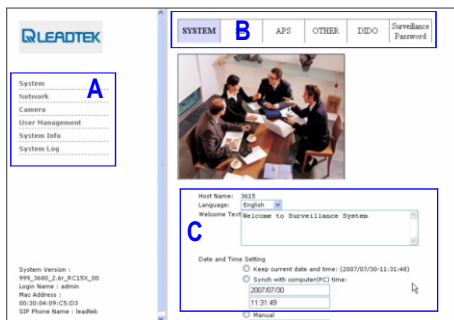 LEADTEK
SYSTEM
B
APS
OTHER
DIDO
Surveillance
Password
A
System
Network
Camera
User Management
System Info
System Log
C
Host Name: 3615
Language: English
Welcome Text Welcome to Surveillance System
Date and Time Setting
Keep current date and time: (2007/07/30-11:31:48)
Synch with computer(PC) time:
2007/07/30
11:31:49
Manual
System Version :
999_3680_2.6r_RC15X_00
Login Name : admin
Mac Address :
00:30:04:09:C5:D3
SIP Phone Name : leadtek